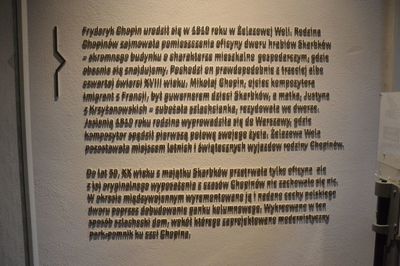 Fryderyk Chopin urodził się w 1810 roku w Żelazowej Woli. Rodzina
Chopinów zajmowała pomieszczenia oficyny dworu hrabiów Skarbków
– skromnego budynku o charakterze mieszkalno gospodarczym, gdzie
obecnie się znajdujemy. Pochodzi on prawdopodobnie z trzeciej albo
czwartej ćwierci XVIII wieku. Mikołaj Chopin, ojciec kompozytora
imigrant z Francji, był guwernerem dzieci Skarbków, a matka, Justyna
z Krzyżanowskich – uboższa szlachcianka, rezydowała we dworze.
Jesienią 1810 roku rodzina wyprowadziła się do Warszawy, gdzie
kompozytor spędził pierwszą połowę swojego życia. Żelazowa Wola
pozostawała miejscem letnich i świątecznych wyjazdów rodziny Chopinów.
Do lat 30. XX wieku z majątku Skarbków przetrwała tylko oficyna ale
z jej oryginalnego wyposażenia z czasów Chopinów nie zachowało się nic.
W okresie międzywojennym wyremontowano ją i nadano cechy polskiego
dworu poprzez dobudowanie ganku kolumnowego. Wykreowano w ten
sposób szlachecki dom, wokół którego zaprojektowano modernistyczny
park-pomnik ku czci Chopina.